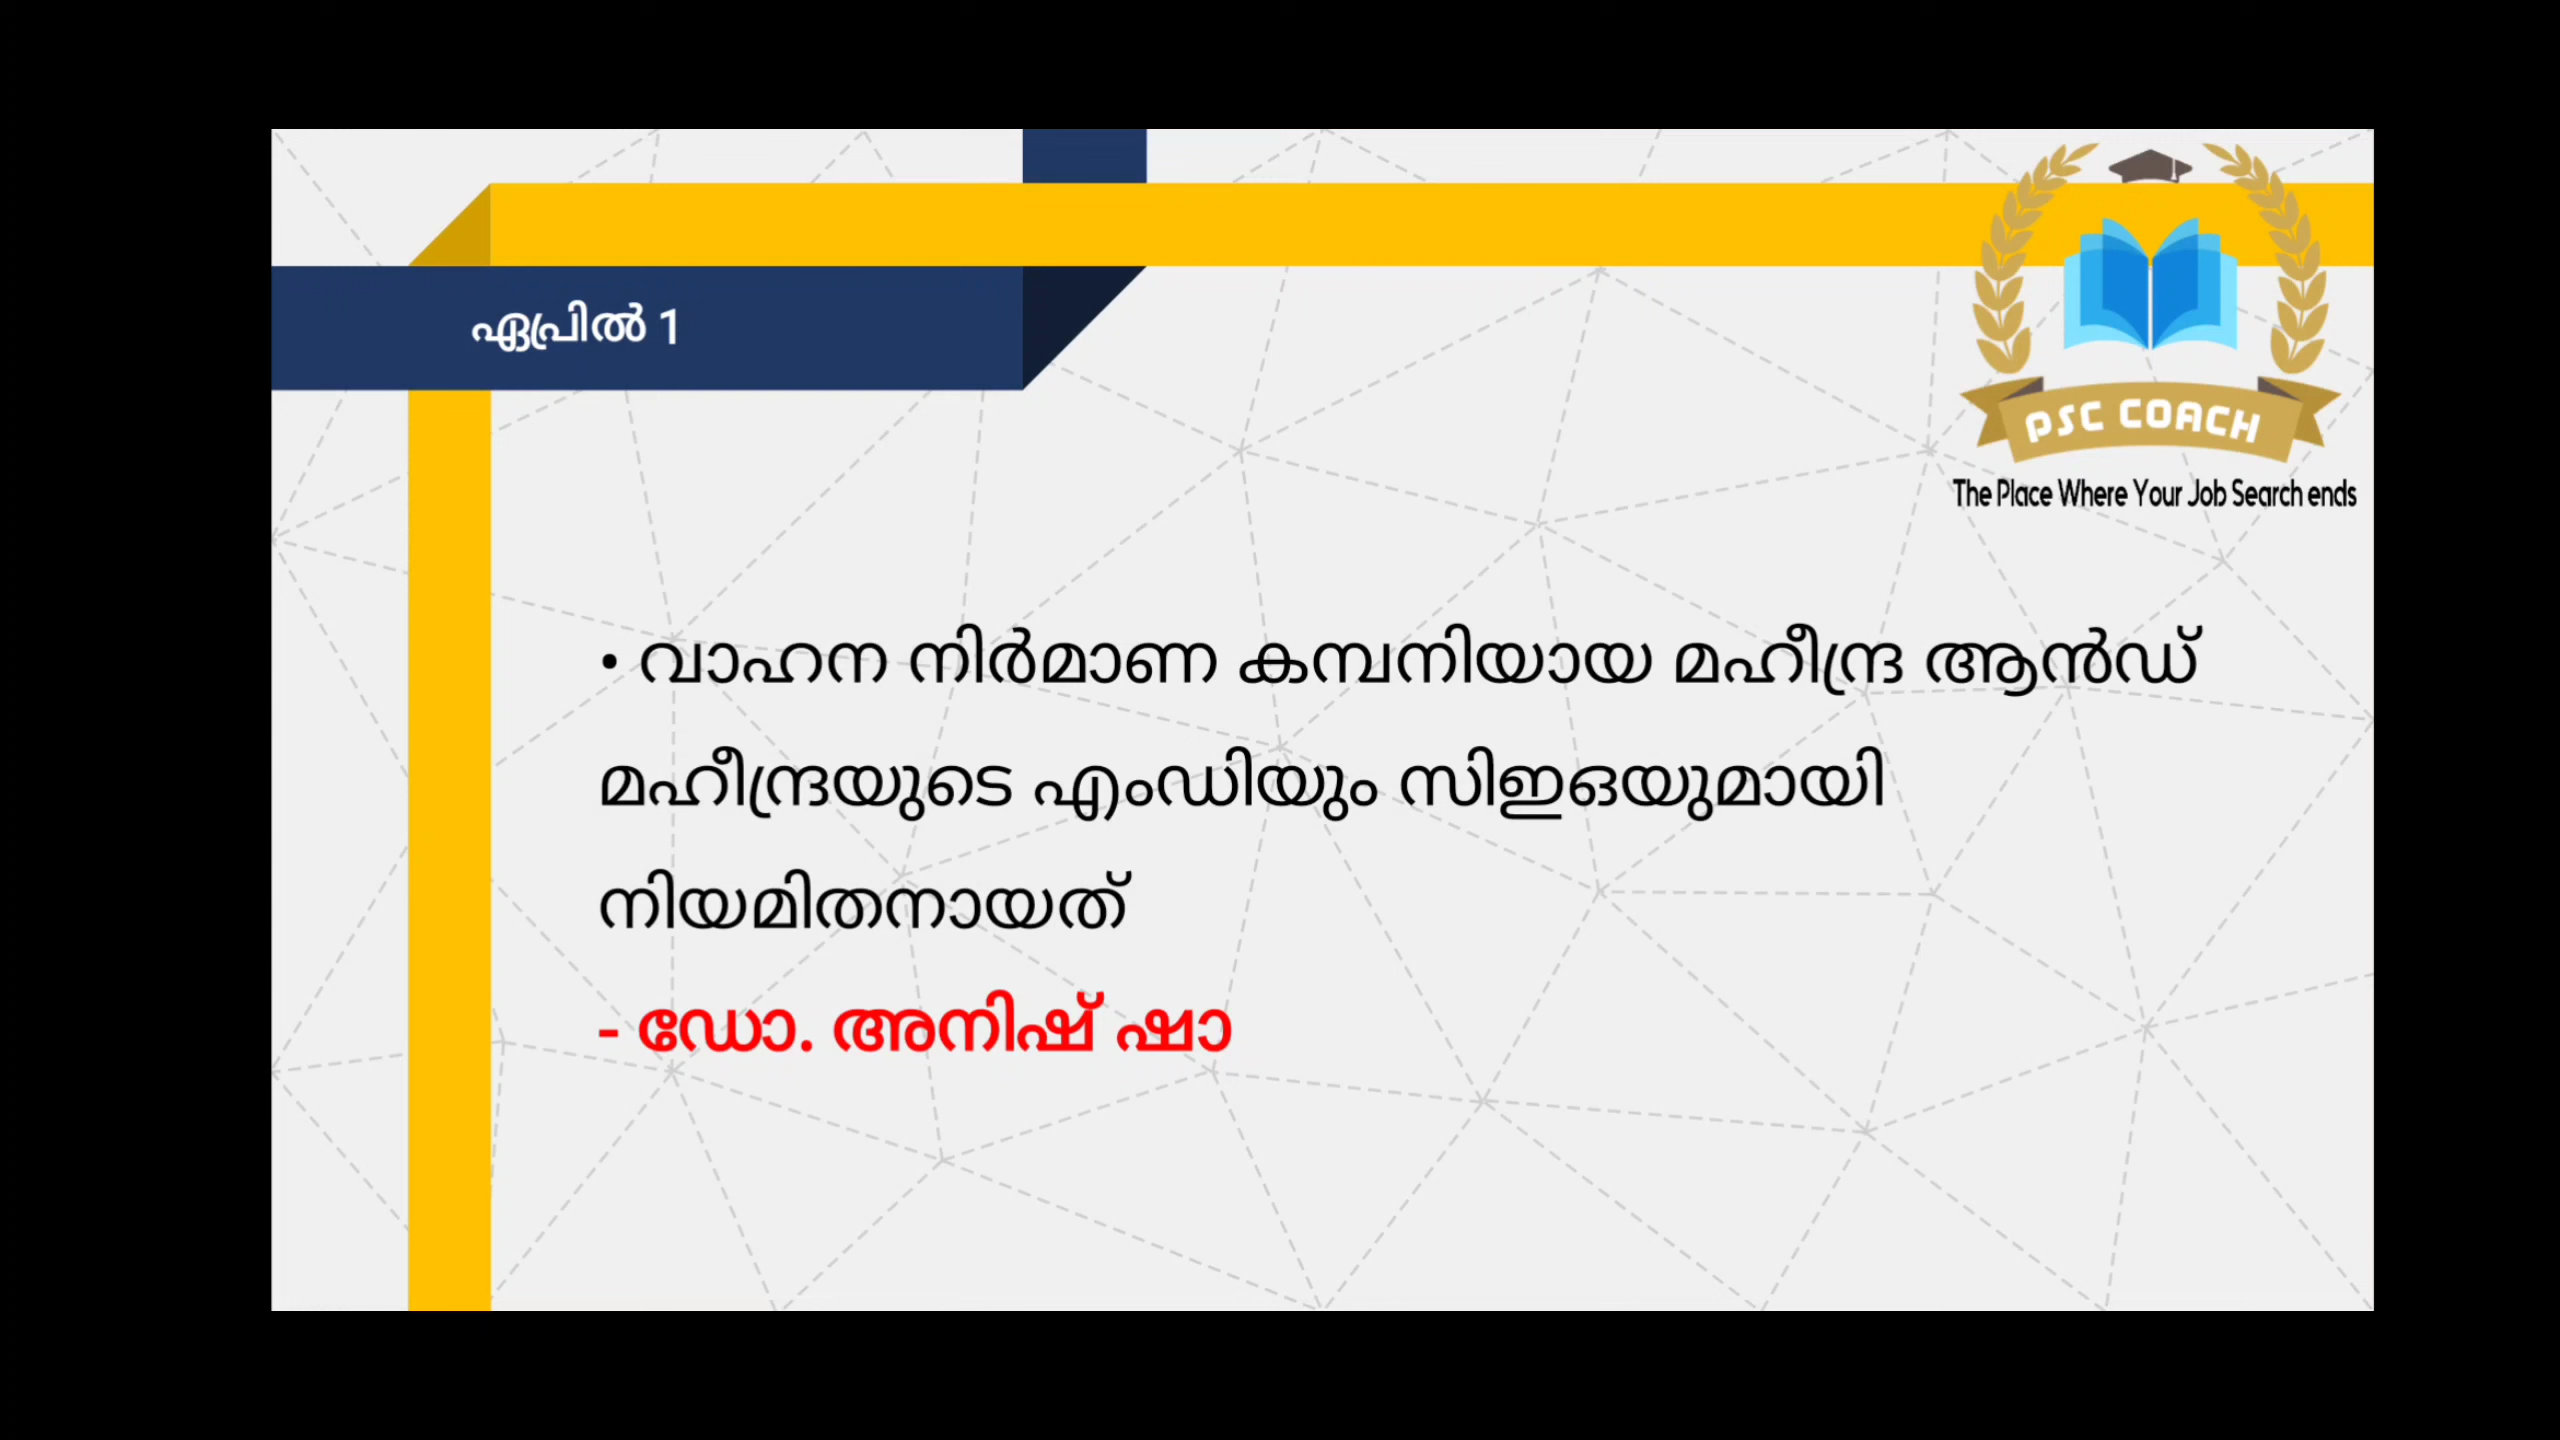 ഏപ്രിൽ 1
PSC COACH
The Place Where Your Job Search ends
• വാഹന നിർമാണ കമ്പനിയായ മഹീന്ദ്ര ആൻഡ്
മഹീന്ദ്രയുടെ എംഡിയും സിഇഒയുമായി
നിയമിതനായത്
- ഡോ. അനിഷ് ഷാ